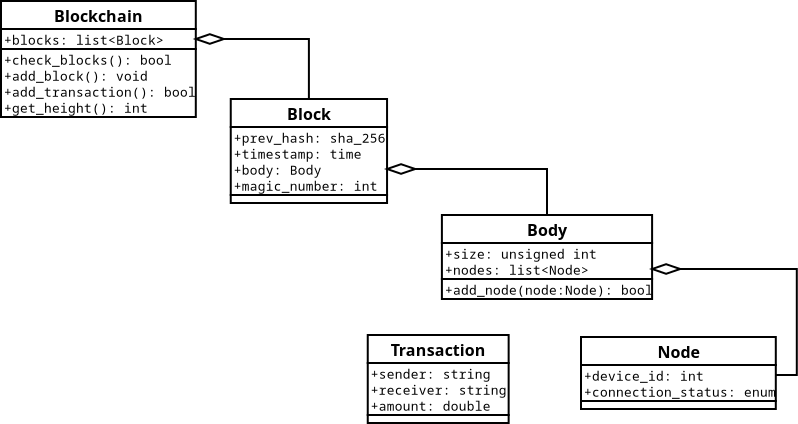 Blockchain
+blocks: list<Block>
+check_blocks(): bool
+add_block(): void
+add_transaction(): bool
+get_height(): int
Block
+prev_hash: sha_256
+timestamp: time
+body: Body
+magic_number: int
Body
+size: unsigned int
+nodes: list<Node>
+add_node(node:Node): bool
Transaction
+sender: string
+receiver: string
+amount: double
Node
+device_id: int
+connection_status: enum